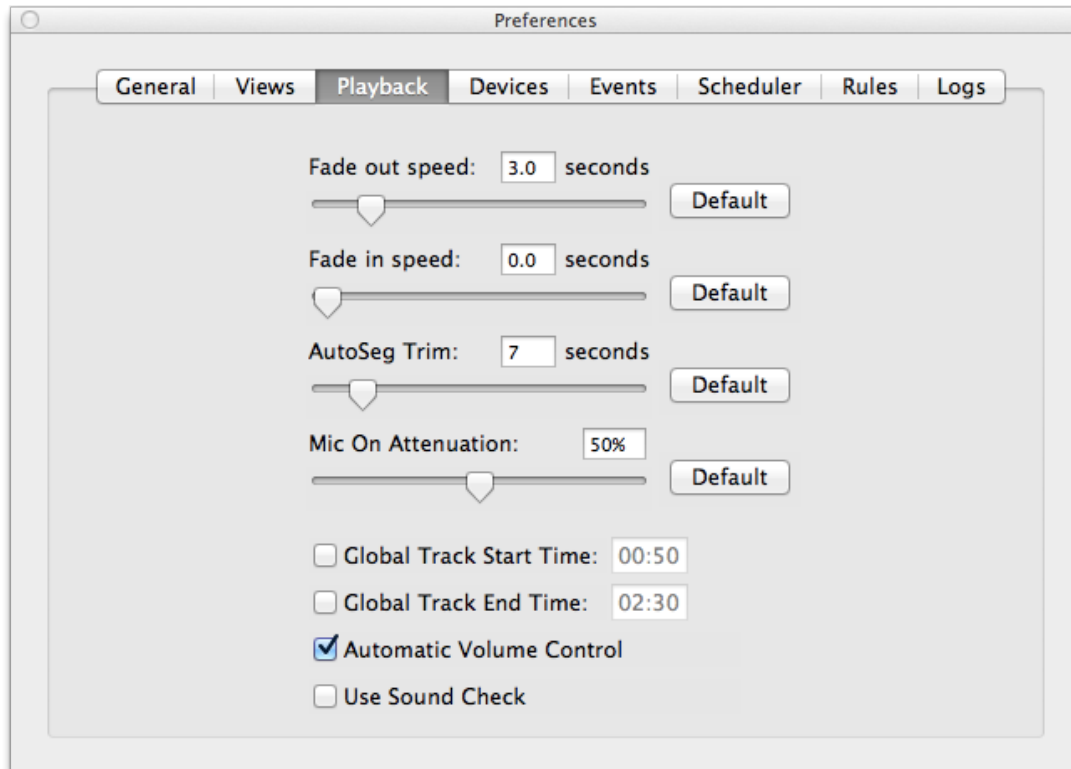 Preferences
General Views Playback Devices Events Scheduler Rules Logs
Fade out speed: 3.0 seconds
Default
Fade in speed: 0.0 seconds
Default
AutoSeg Trim: 7 seconds
Default
Mic On Attenuation: 50%
Default
Global Track Start Time: 00:50
Global Track End Time: 02:30
Automatic Volume Control
Use Sound Check